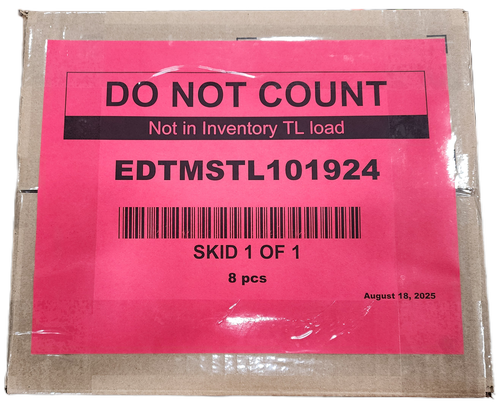 DO NOT COUNT
Not in Inventory TL load
EDTMSTL101924
SKID 1 OF 1
8 pcs
August 18, 2025